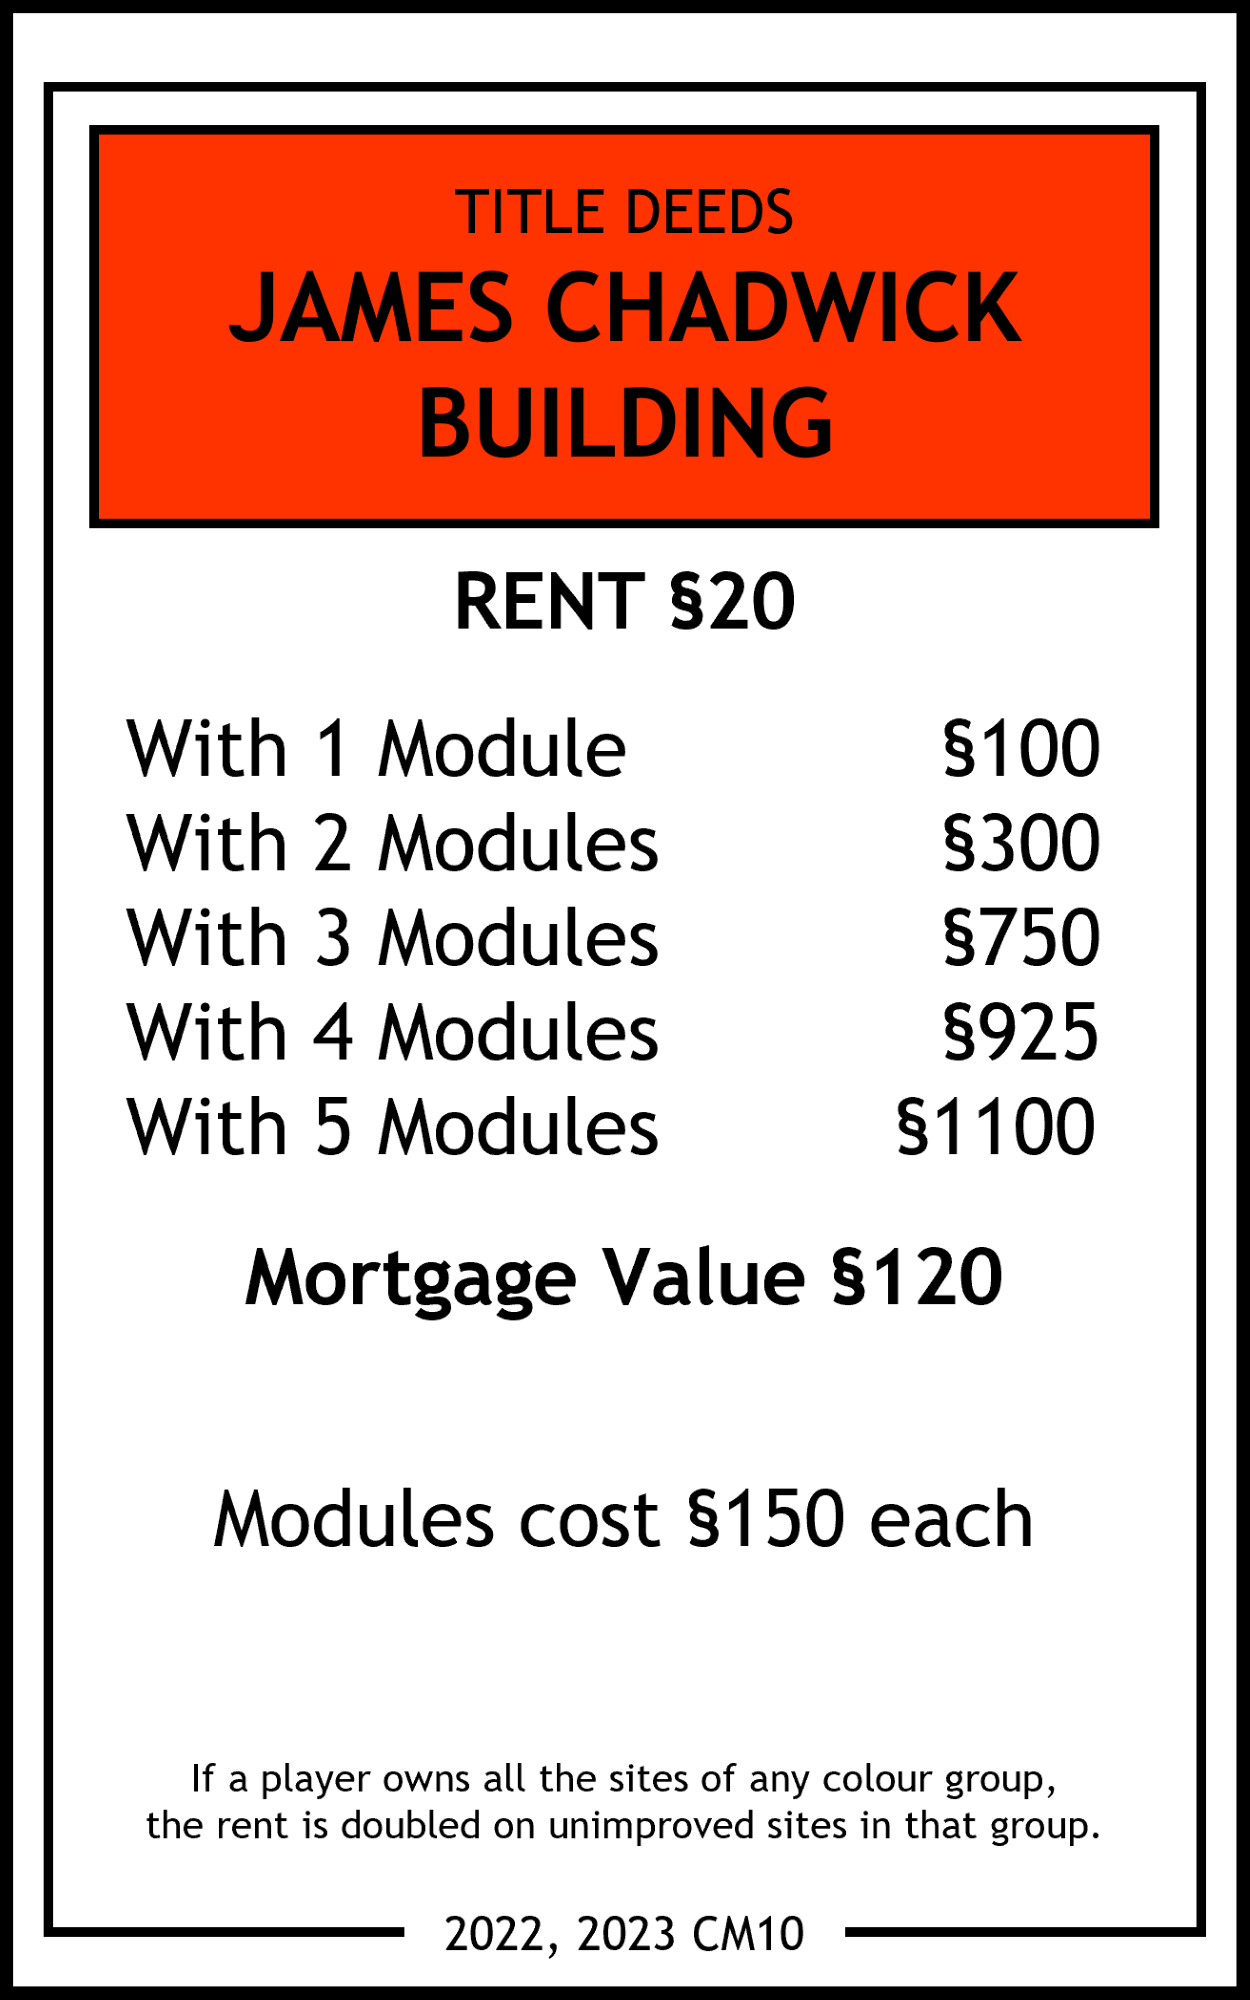 TITLE DEEDS
JAMES CHADWICK
BUILDING
RENT §20
With 1 Module §100
With 2 Modules §300
With 3 Modules §750
With 4 Modules §925
With 5 Modules §1100
Mortgage Value §120
Modules cost §150 each
If a player owns all the sites of any colour group,
the rent is doubled on unimproved sites in that group.
2022, 2023 CM10